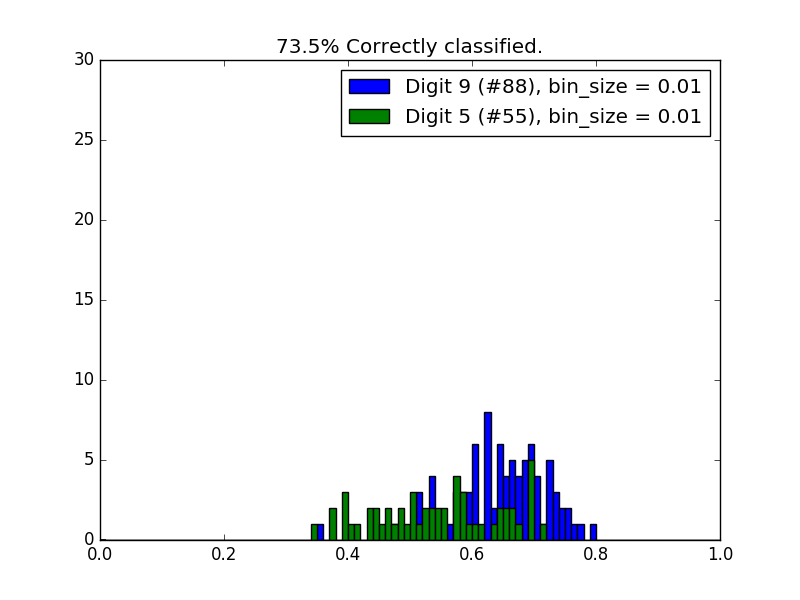 73.5% Correctly classified.
30
Digit 9 (#88), bin_size = 0.01
Digit 5 (#55), bin_size = 0.01
25
20
15
10
5
0
0.0 0.2 0.4 0.6 0.8 1.0